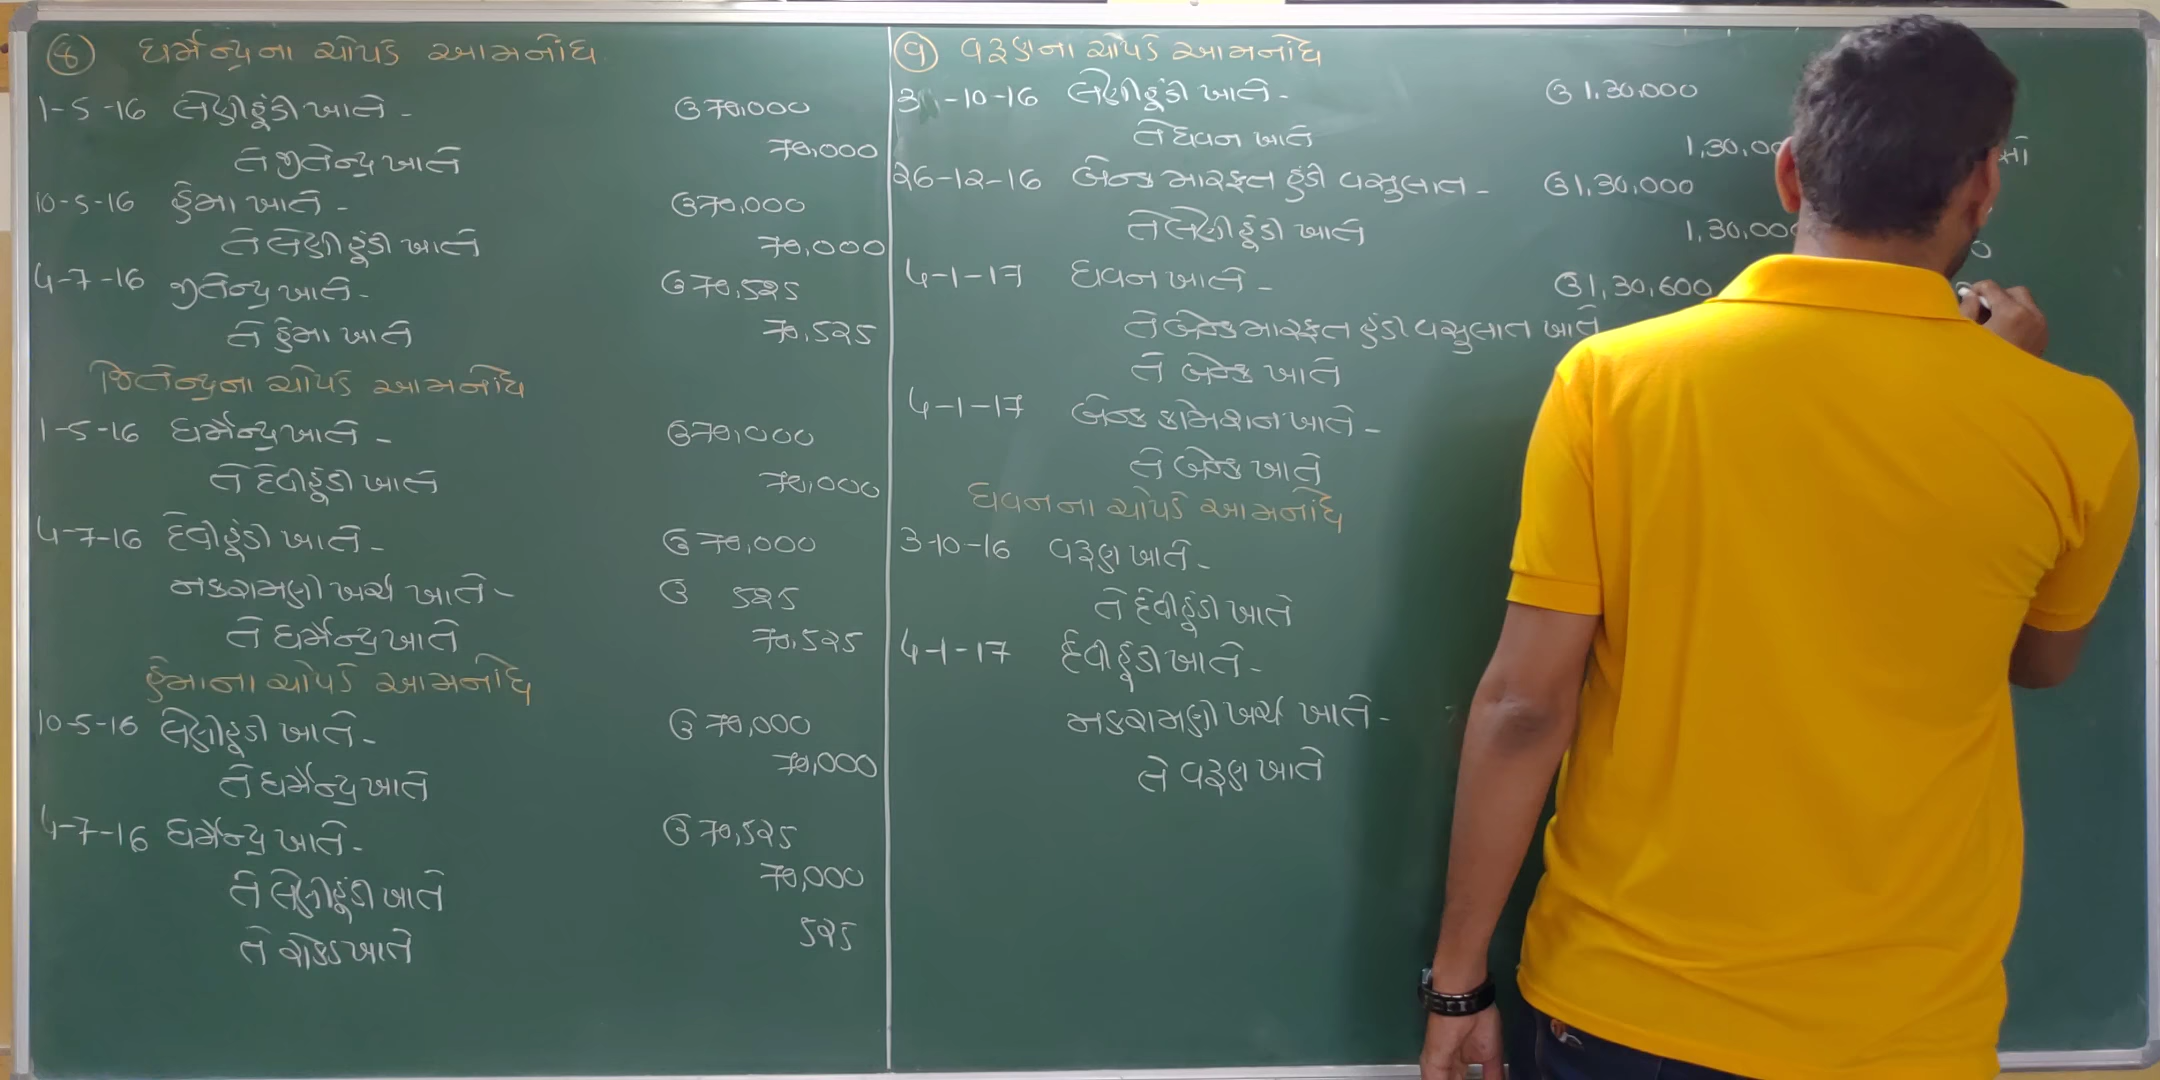 ૬ ધર્મેન્દ્રના ચોપડે આમનોંધ
1-5-16 લેણીહૂંડી ખાતે - ઉ 70,000
તે જીતેન્દ્ર ખાતે 70,000
10-5-16 હેમા ખાતે - ઉ 70,000
તે લેણીહૂંડી ખાતે 70,000
4-7-16 જીતેન્દ્ર ખાતે - ઉ 70,525
તે હેમા ખાતે 70,525
જિતેન્દ્રના ચોપડે આમનોંધ
1-5-16 ધર્મેન્દ્ર ખાતે - ઉ 70,000
તે દેવીહૂંડી ખાતે 70,000
4-7-16 દેવીહૂંડી ખાતે - ઉ 70,000
નકરામણી ખર્ચ ખાતે - ઉ 525
તે ધર્મેન્દ્ર ખાતે 70,525
હેમાના ચોપડે આમનોંધ
10-5-16 લેણીહૂંડી ખાતે - ઉ 70,000
તે ધર્મેન્દ્ર ખાતે 70,000
4-7-16 ધર્મેન્દ્ર ખાતે - ઉ 70,525
તે લેણીહૂંડી ખાતે 70,000
તે રોકડ ખાતે 525
૧ વરૂણના ચોપડે આમનોંધ
3-10-16 લેણીહૂંડી ખાતે - ઉ 1,30,000
તે ધવન ખાતે
26-12-16 બેન્ક મારફત હૂંડી વસુલાત - ઉ 1,30,000
તે લેણીહૂંડી ખાતે
4-1-17 ધવન ખાતે - ઉ 1,30,600
તે બેન્ક મારફત હૂંડી વસુલાત ખાતે
તે બેન્ક ખાતે
4-1-17 બેન્ક કમિશન ખાતે -
તે બેન્ક ખાતે
ધવનના ચોપડે આમનોંધ
3-10-16 વરૂણ ખાતે -
તે દેવીહૂંડી ખાતે
4-1-17 દેવીહૂંડી ખાતે -
નકરામણી ખર્ચ ખાતે -
તે વરૂણ ખાતે